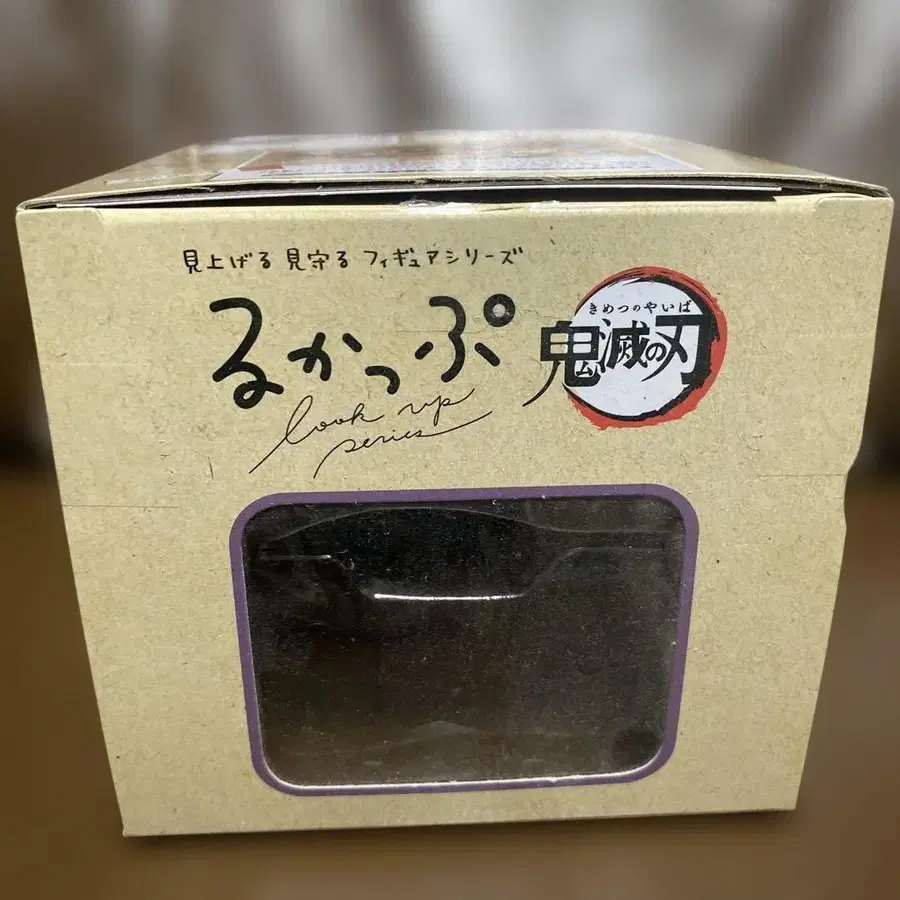 見上げる 見守る フィギュアシリーズ
るかっぷ
look up
series
きめつのやいば
鬼滅の刃